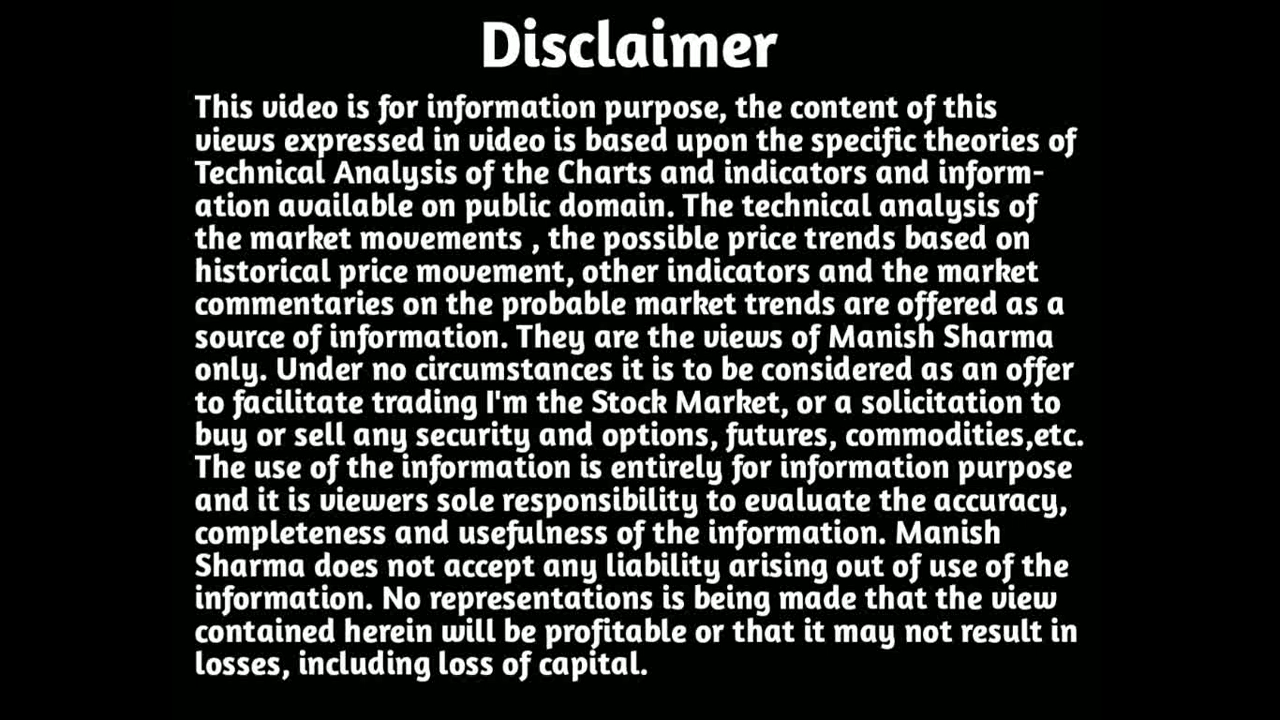 Disclaimer
This video is for information purpose, the content of this
views expressed in video is based upon the specific theories of
Technical Analysis of the Charts and indicators and inform-
ation available on public domain. The technical analysis of
the market movements , the possible price trends based on
historical price movement, other indicators and the market
commentaries on the probable market trends are offered as a
source of information. They are the views of Manish Sharma
only. Under no circumstances it is to be considered as an offer
to facilitate trading I'm the Stock Market, or a solicitation to
buy or sell any security and options, futures, commodities,etc.
The use of the information is entirely for information purpose
and it is viewers sole responsibility to evaluate the accuracy,
completeness and usefulness of the information. Manish
Sharma does not accept any liability arising out of use of the
information. No representations is being made that the view
contained herein will be profitable or that it may not result in
losses, including loss of capital.